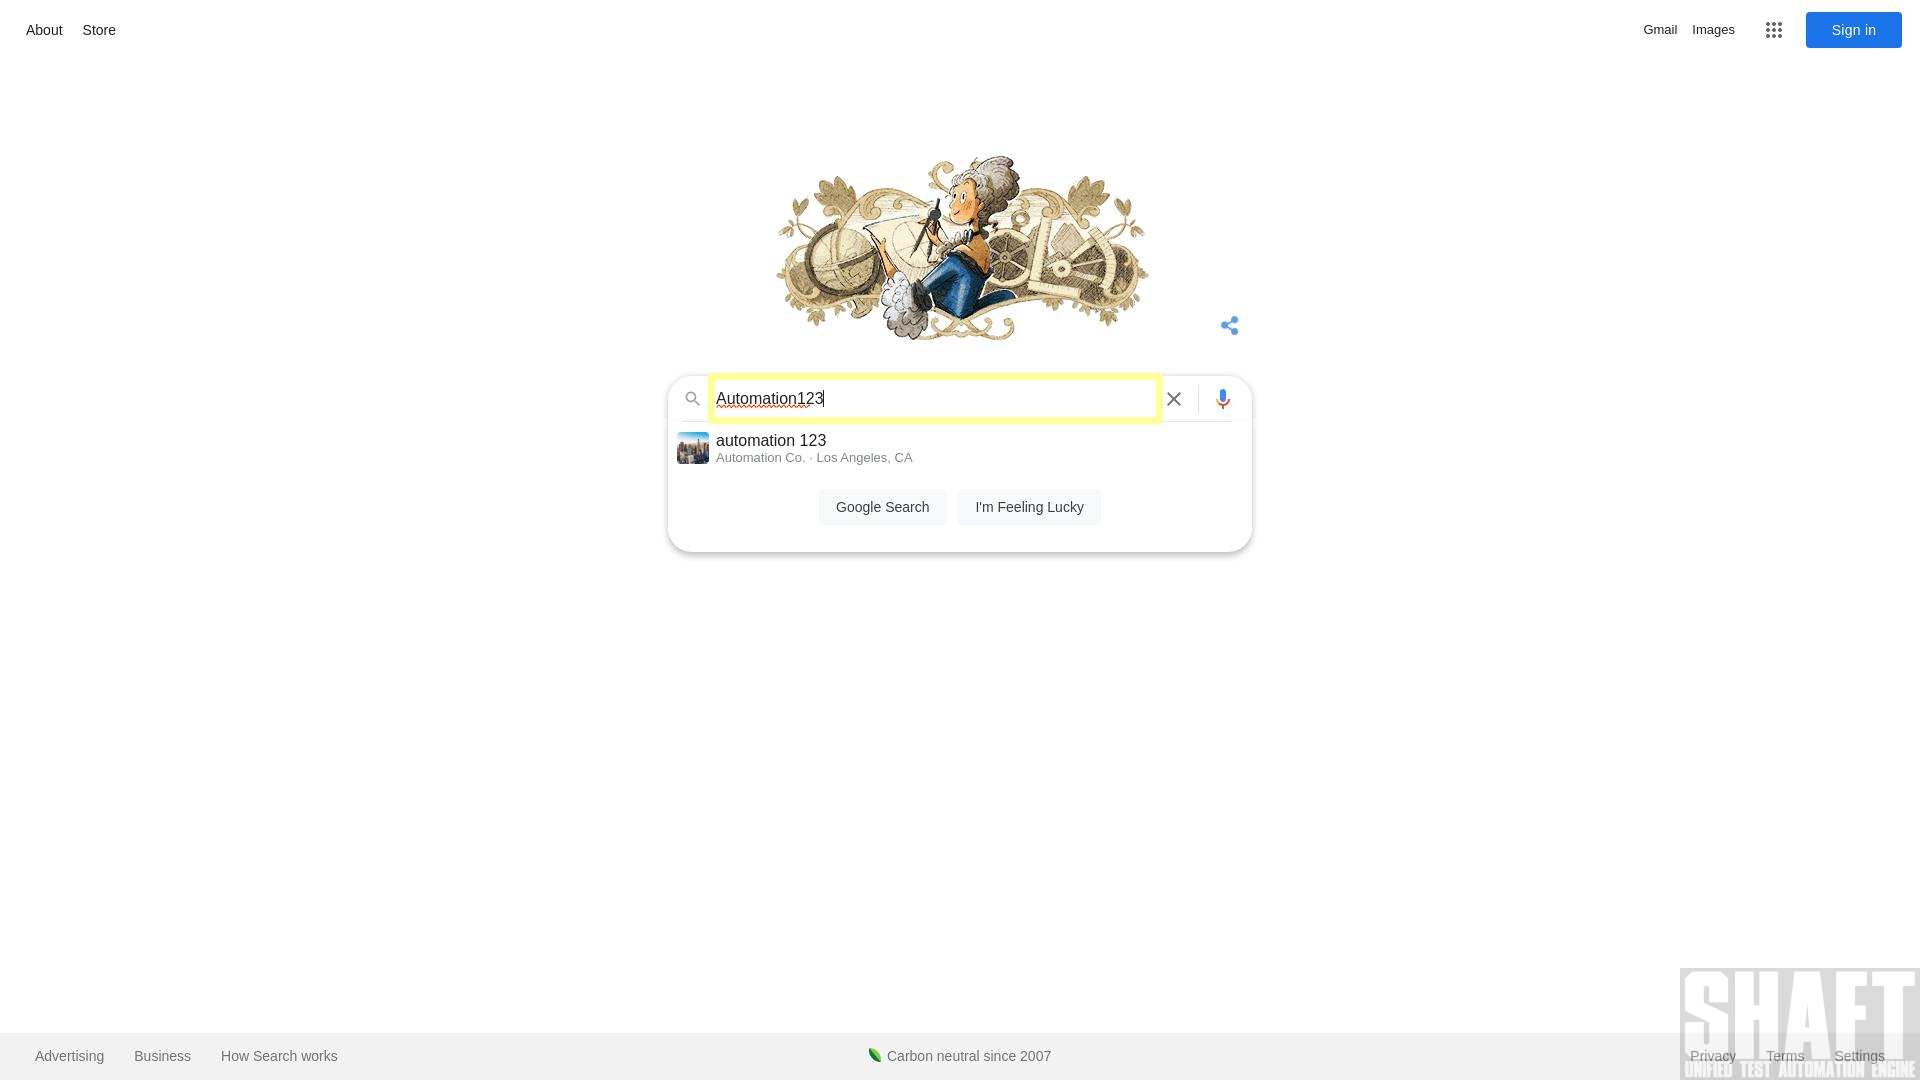 About Store
Gmail Images Sign in
Automation123
automation 123
Automation Co. · Los Angeles, CA
Google Search I'm Feeling Lucky
SHAFT
Advertising Business How Search works Carbon neutral since 2007 Privacy Terms Settings
UNIFIED TEST AUTOMATION ENGINE